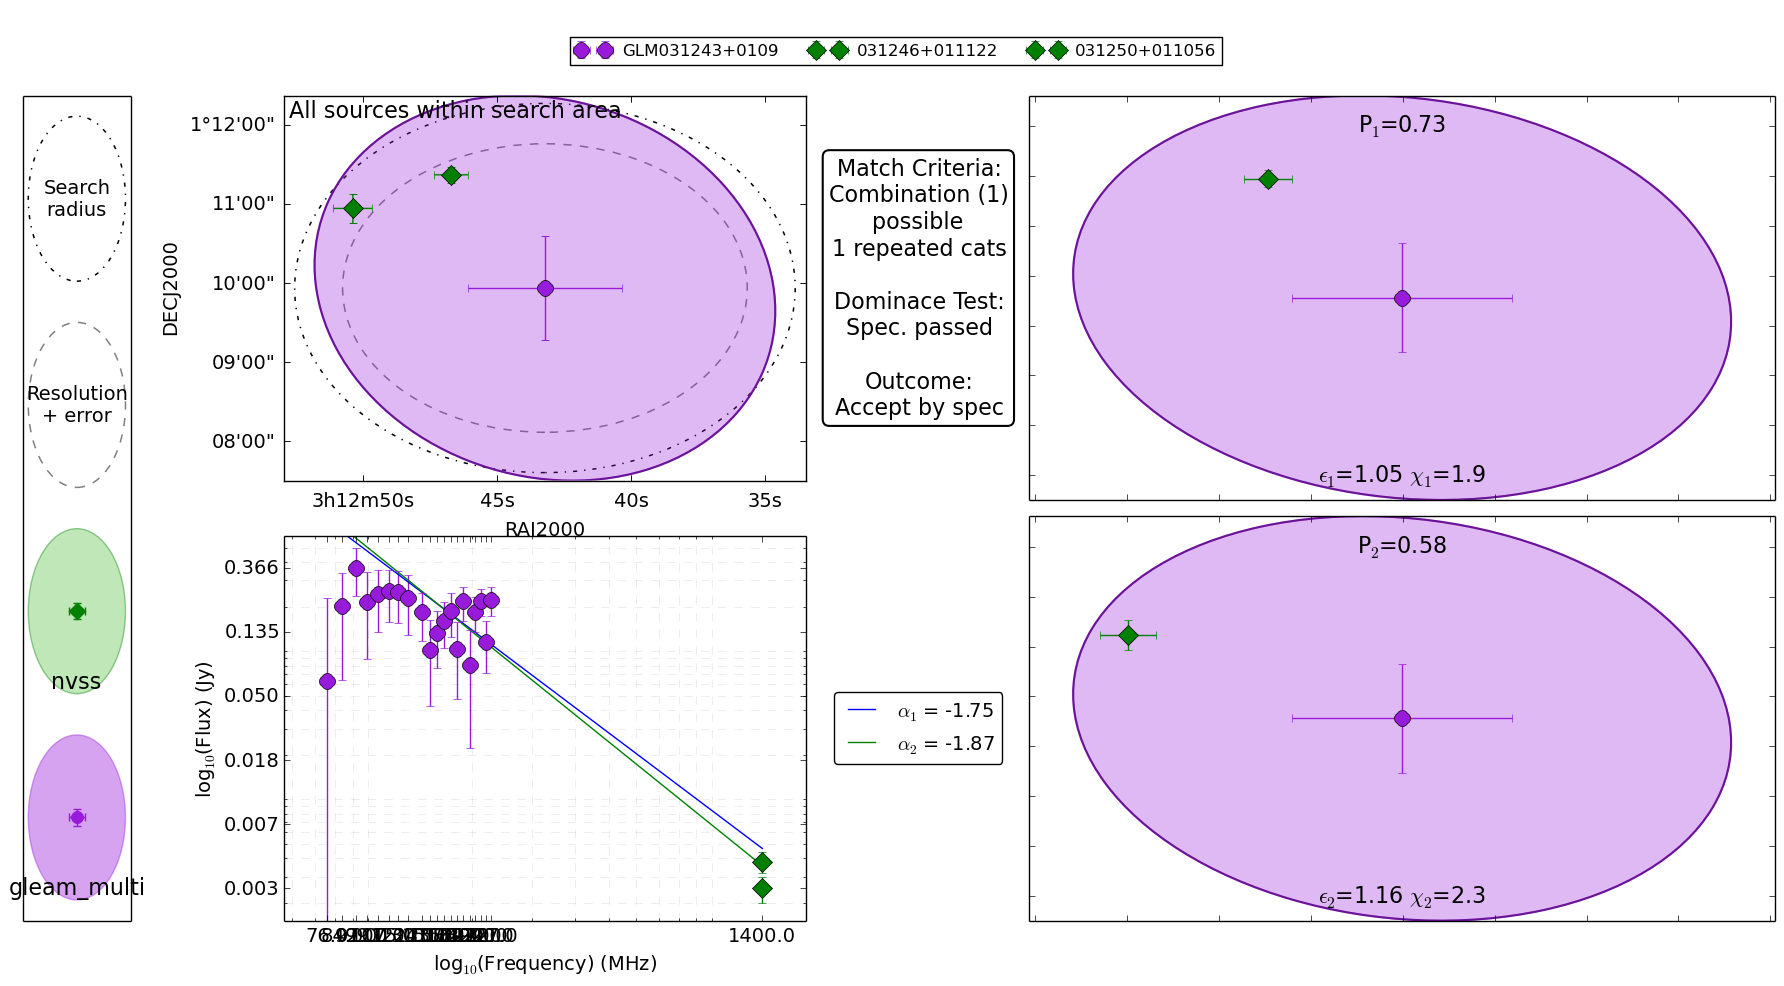 GLM031243+0109
031246+011122
031250+011056
Search
radius
Resolution
+ error
nvss
gleam_multi
All sources within search area
1°12'00"
11'00"
10'00"
09'00"
08'00"
DECJ2000
3h12m50s
45s
40s
35s
RAJ2000
Match Criteria:
Combination (1)
possible
1 repeated cats
Dominace Test:
Spec. passed
Outcome:
Accept by spec
P1=0.73
ϵ1=1.05 χ1=1.9
P2=0.58
ϵ2=1.16 χ2=2.3
0.366
0.135
0.050
0.018
0.007
0.003
log10(Flux) (Jy)
1400.0
log10(Frequency) (MHz)
α1 = -1.75
α2 = -1.87